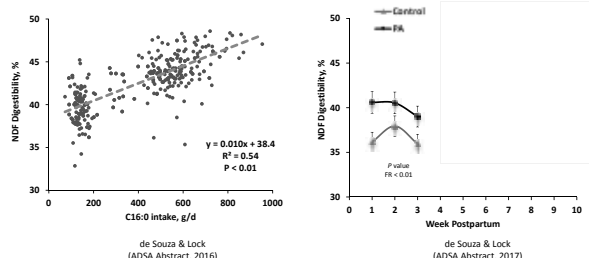 50
45
40
35
30
NDF Digestibility, %
0 200 400 600 800 1000
C16:0 intake, g/d
y = 0.010x + 38.4
R² = 0.54
P < 0.01
de Souza & Lock
(ADSA Abstract, 2016)
Control
PA
50
45
40
35
30
NDF Digestibility, %
P value
FR < 0.01
0 1 2 3 4 5 6 7 8 9 10
Week Postpartum
de Souza & Lock
(ADSA Abstract, 2017)